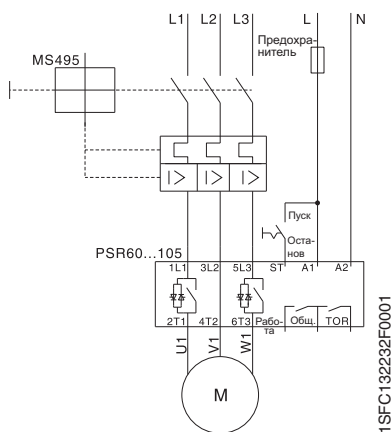 L1 L2 L3 L N
Предохра-
нитель
MS495
I> I> I>
Пуск
Оста-
нов
PSR60...105
1L1 3L2 5L3 ST A1 A2
2T1 4T2 6T3 Рабо-
та
Общ. TOR
U1 V1 W1
M
1SFC132232F0001